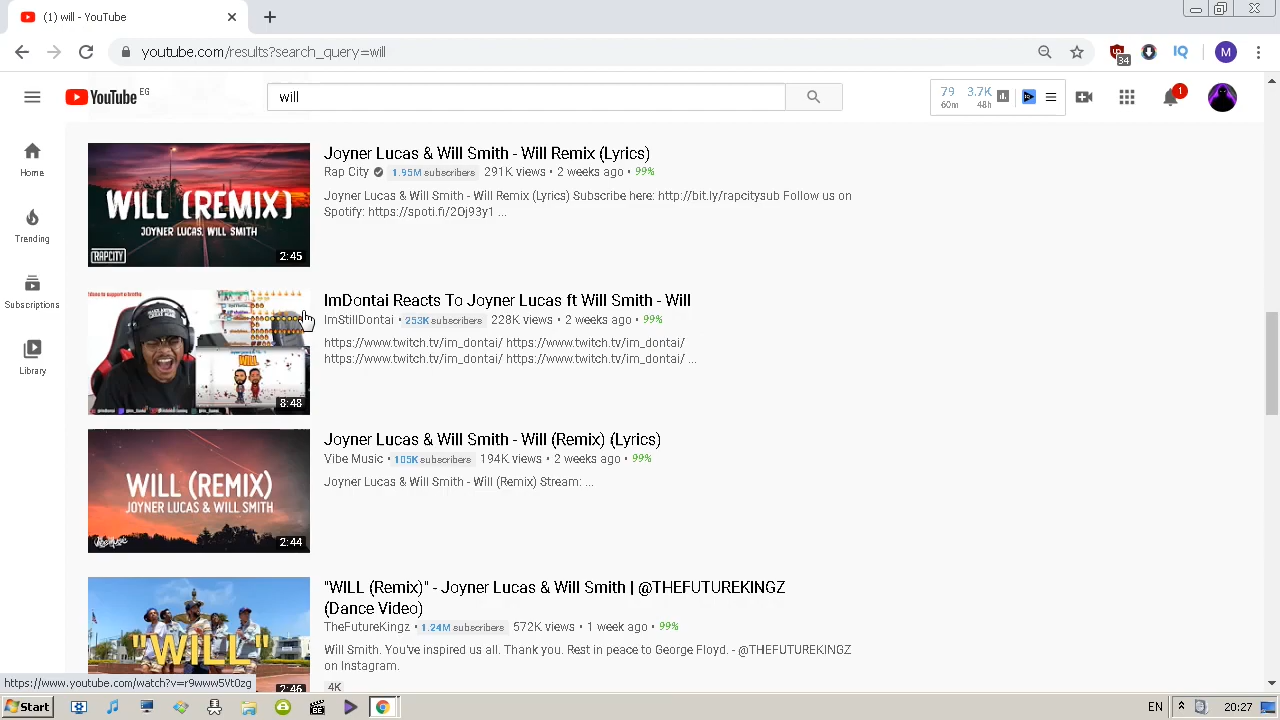 (1) will - YouTube
youtube.com/results?search_query=will
34
IQ
M
YouTube EG
will
79 3.7K
60m 48h
1
Home
Trending
Subscriptions
Library
WILL (REMIX)
JOYNER LUCAS, WILL SMITH
RAPCITY
2:45
Joyner Lucas & Will Smith - Will Remix (Lyrics)
Rap City 1.95M subscribers 291K views • 2 weeks ago • 99%
Joyner Lucas & Will Smith - Will Remix (Lyrics) Subscribe here: http://bit.ly/rapcitysub Follow us on
Spotify: https://spoti.fi/2Oj93y1 ...
8:48
ImDontai Reacts To Joyner Lucas ft Will Smith - Will
ImStillDontai • 253K subscribers 228K views • 2 weeks ago • 99%
https://www.twitch.tv/im_dontai/ https://www.twitch.tv/im_dontai/
https://www.twitch.tv/im_dontai/ https://www.twitch.tv/im_dontai/ ...
WILL (REMIX)
JOYNER LUCAS & WILL SMITH
2:44
Joyner Lucas & Will Smith - Will (Remix) (Lyrics)
Vibe Music • 105K subscribers 194K views • 2 weeks ago • 99%
Joyner Lucas & Will Smith - Will (Remix) Stream: ...
"WILL"
2:46
"WILL (Remix)" - Joyner Lucas & Will Smith | @THEFUTUREKINGZ
(Dance Video)
TheFutureKingz • 1.24M subscribers 572K views • 1 week ago • 99%
Will Smith. You've inspired us all. Thank you. Rest in peace to George Floyd. - @THEFUTUREKINGZ
on Instagram.
4K
https://www.youtube.com/watch?v=r9www5Vt0zg
Start
EN
20:27